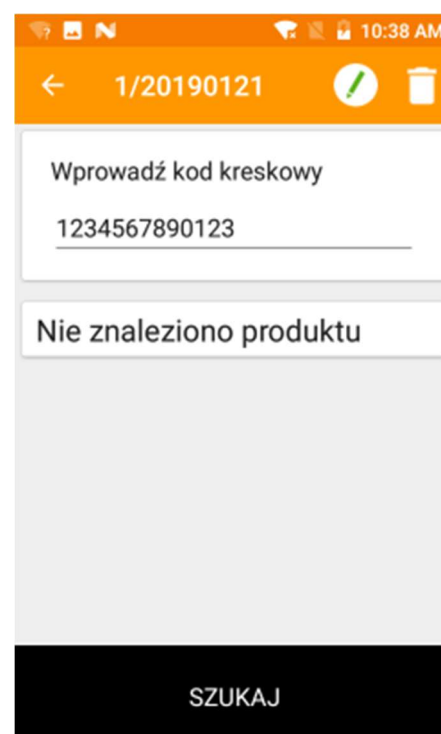 10:38 AM
1/20190121
Wprowadź kod kreskowy
1234567890123
Nie znaleziono produktu
SZUKAJ